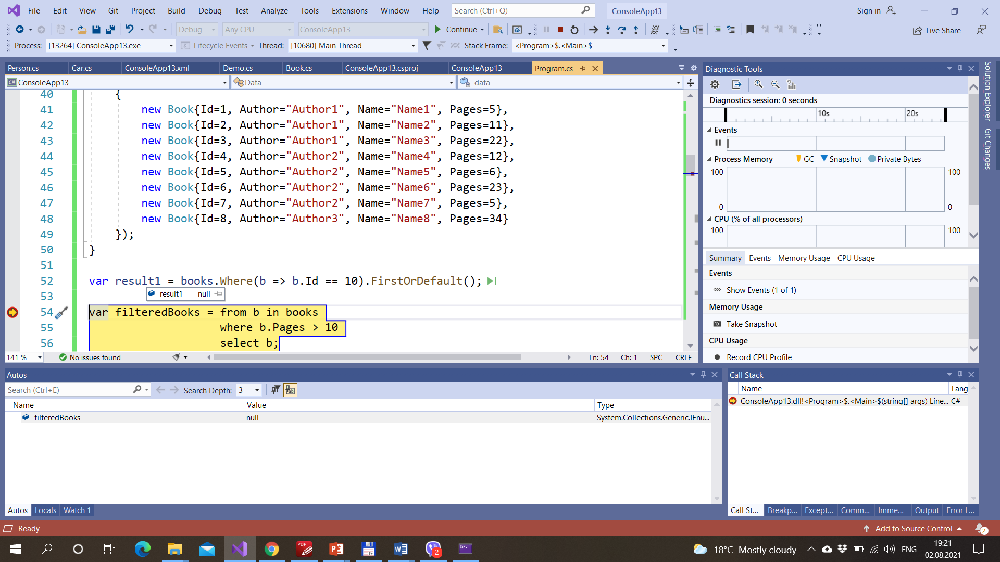 File Edit View Git Project Build Debug Test Analyze Tools Extensions Window Help Search (Ctrl+Q) ConsoleApp13 Sign in
Debug Any CPU ConsoleApp13 Continue Live Share
Process: [13264] ConsoleApp13.exe Lifecycle Events Thread: [10680] Main Thread Stack Frame: <Program>$.<Main>$
Person.cs Car.cs ConsoleApp13.xml Demo.cs Book.cs ConsoleApp13.csproj ConsoleApp13 Program.cs
ConsoleApp13 Data _data
40 {
41 new Book{Id=1, Author="Author1", Name="Name1", Pages=5},
42 new Book{Id=2, Author="Author1", Name="Name2", Pages=11},
43 new Book{Id=3, Author="Author1", Name="Name3", Pages=22},
44 new Book{Id=4, Author="Author2", Name="Name4", Pages=12},
45 new Book{Id=5, Author="Author2", Name="Name5", Pages=6},
46 new Book{Id=6, Author="Author2", Name="Name6", Pages=23},
47 new Book{Id=7, Author="Author2", Name="Name7", Pages=5},
48 new Book{Id=8, Author="Author3", Name="Name8", Pages=34}
49 });
50 }
51
52 var result1 = books.Where(b => b.Id == 10).FirstOrDefault();
53 result1 null
54 var filteredBooks = from b in books
55 where b.Pages > 10
56 select b;
141 % No issues found Ln: 54 Ch: 1 SPC CRLF
Diagnostic Tools
Diagnostics session: 0 seconds
10s 20s
Events
Process Memory GC Snapshot Private Bytes
100 100
0 0
CPU (% of all processors)
100 100
Summary Events Memory Usage CPU Usage
Events
Show Events (1 of 1)
Memory Usage
Take Snapshot
CPU Usage
Record CPU Profile
Solution Explorer
Git Changes
Autos
Search (Ctrl+E) Search Depth: 3
Name Value Type
filteredBooks null System.Collections.Generic.IEnu...
Autos Locals Watch 1
Call Stack
Name Lang
ConsoleApp13.dll!<Program>$.<Main>$(string[] args) Line... C#
Call St... Breakp... Except... Comm... Imme... Output Error L...
Ready Add to Source Control 2
PDF 64 2 18°C Mostly cloudy ENG 19:21
02.08.2021